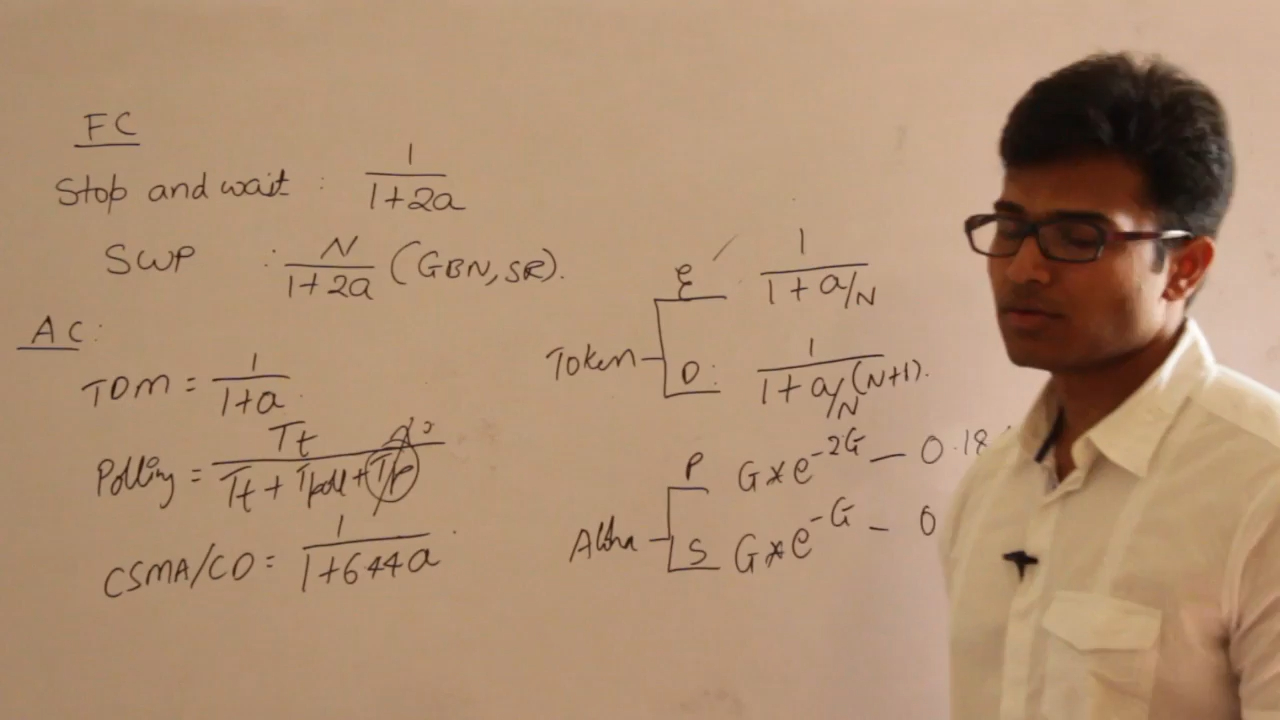 FC
Stop and wait : 1/(1+2a)
SWP : N/(1+2a) (GBN, SR).
AC:
TDM = 1/(1+a)
Polling = Tt/(Tt + Tpoll + Tp)
CSMA/CD = 1/(1+6.44a)
Token
E 1/(1 + a/N)
D: 1/(1 + a/N (N+1)).
Aloha
P G*e^-2G — 0.18
S G*e^-G - 0